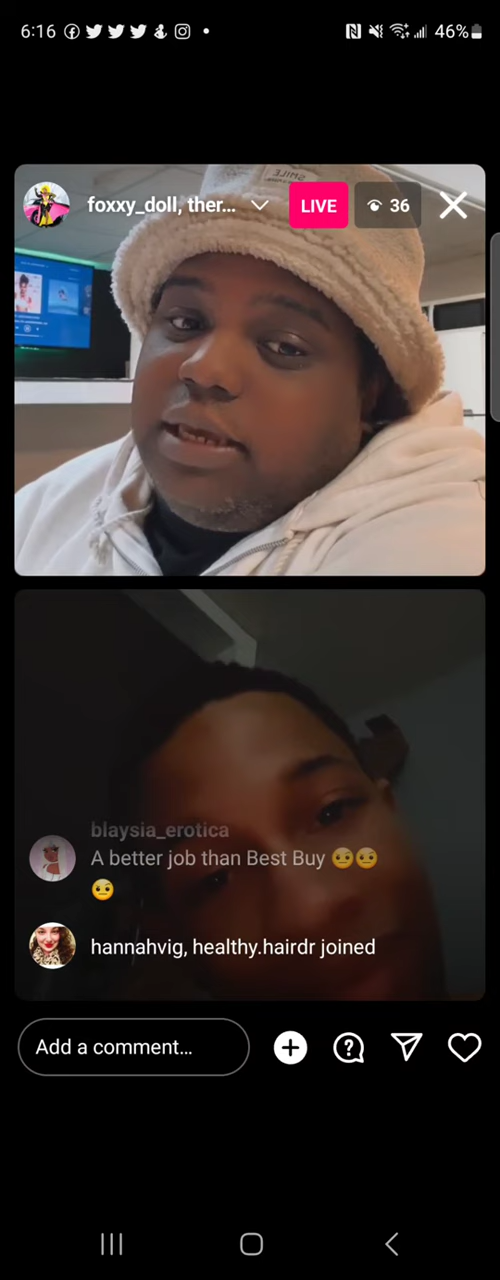 6:16
46%
SMILE
foxxy_doll, ther...
LIVE
36
blaysia_erotica
A better job than Best Buy 🤨🤨
🤨
hannahvig, healthy.hairdr joined
Add a comment...